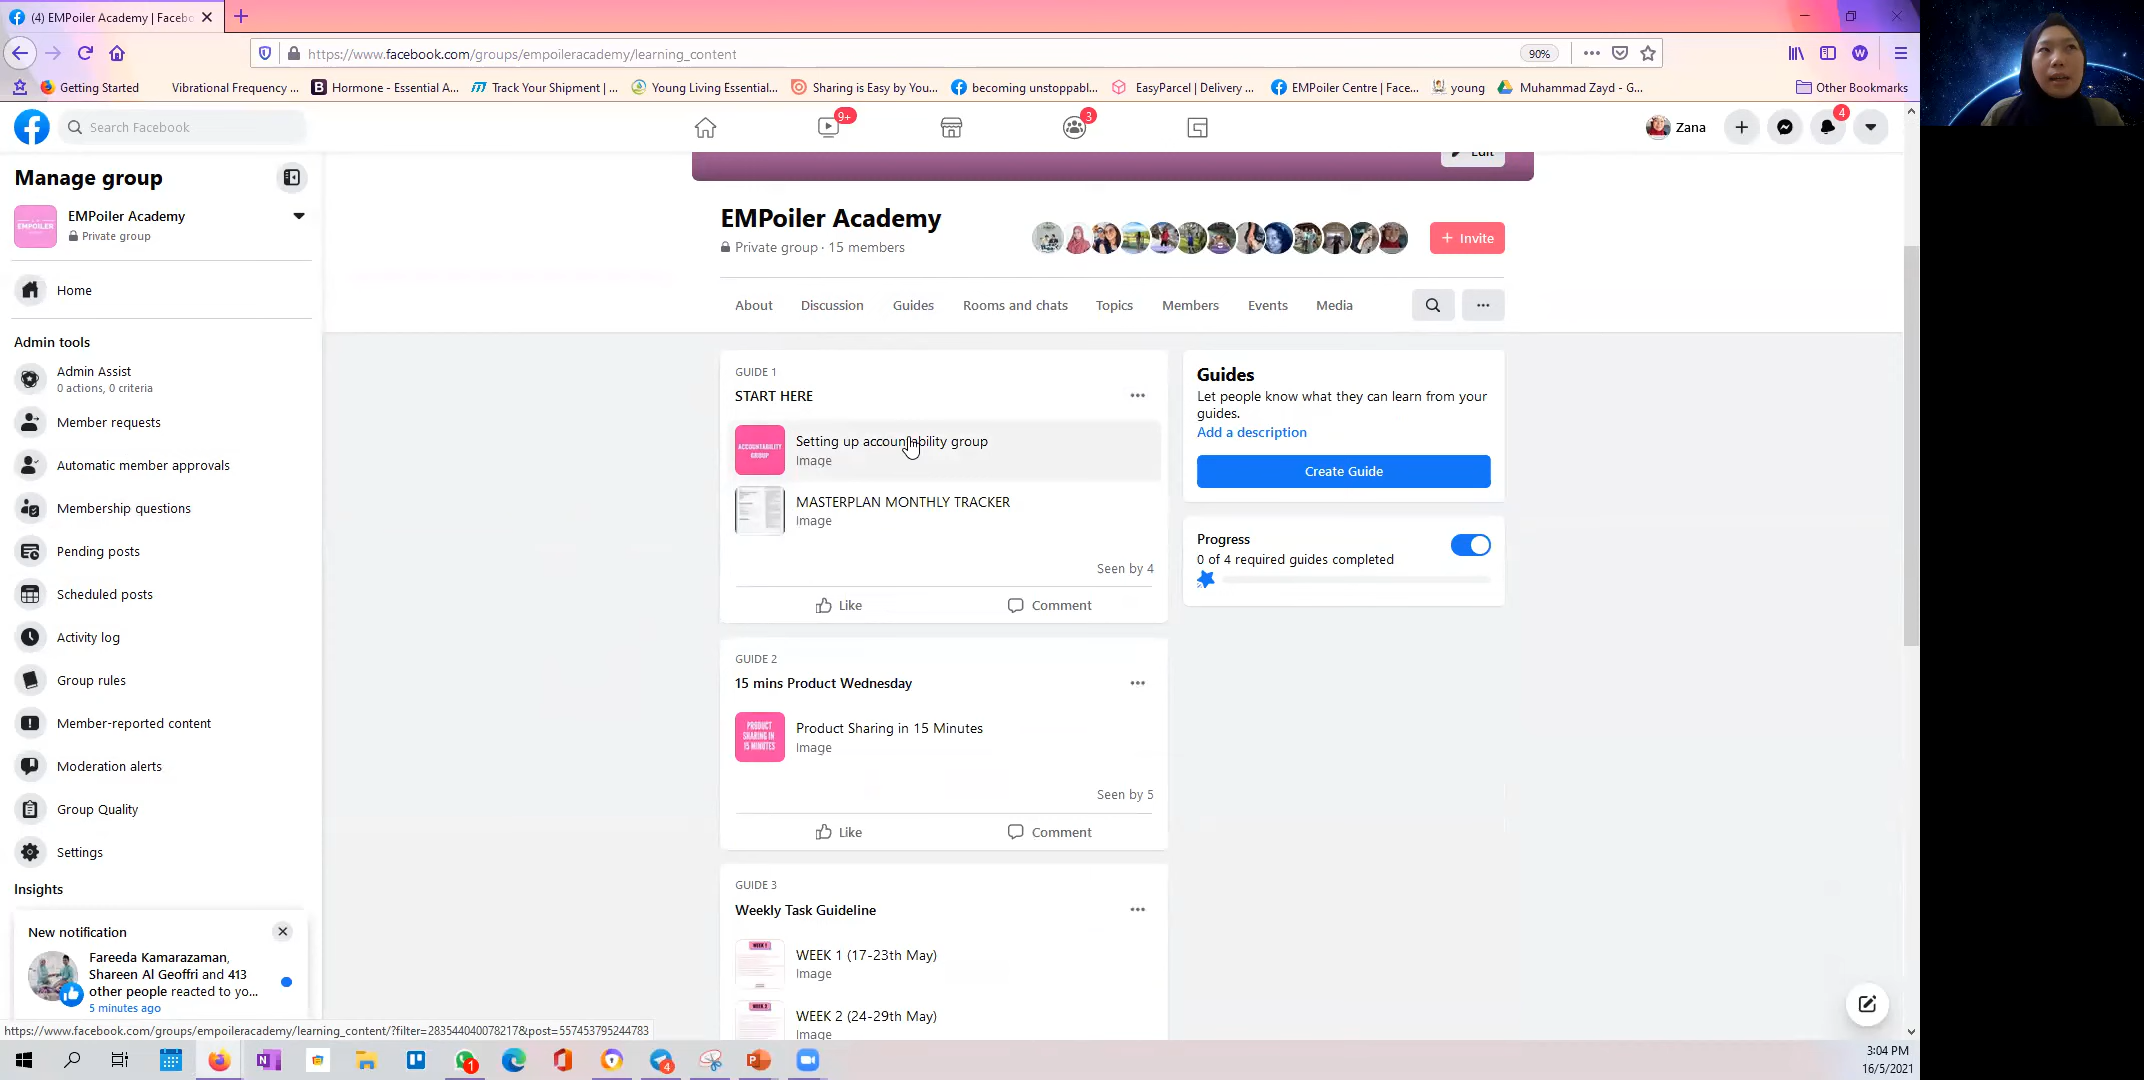 (4) EMPoiler Academy | Facebo
https://www.facebook.com/groups/empoileracademy/learning_content
90%
Getting Started
Vibrational Frequency ...
Hormone - Essential A...
Track Your Shipment | ...
Young Living Essential...
Sharing is Easy by You...
becoming unstoppabl...
EasyParcel | Delivery ...
EMPoiler Centre | Face...
young
Muhammad Zayd - G...
Other Bookmarks
Search Facebook
9+
3
Zana
4
Manage group
EMPOILER
EMPoiler Academy
Private group
Home
Admin tools
Admin Assist
0 actions, 0 criteria
Member requests
Automatic member approvals
Membership questions
Pending posts
Scheduled posts
Activity log
Group rules
Member-reported content
Moderation alerts
Group Quality
Settings
Insights
New notification
Fareeda Kamarazaman,
Shareen Al Geoffri and 413
other people reacted to yo...
5 minutes ago
Edit
EMPoiler Academy
Private group · 15 members
+ Invite
About
Discussion
Guides
Rooms and chats
Topics
Members
Events
Media
GUIDE 1
START HERE
ACCOUNTABILITY
GROUP
Setting up accountability group
Image
MASTERPLAN MONTHLY TRACKER
Image
Seen by 4
Like
Comment
GUIDE 2
15 mins Product Wednesday
PRODUCT
SHARING IN
15 MINUTES
Product Sharing in 15 Minutes
Image
Seen by 5
Like
Comment
GUIDE 3
Weekly Task Guideline
WEEK 1
WEEK 1 (17-23th May)
Image
WEEK 2
WEEK 2 (24-29th May)
Image
Guides
Let people know what they can learn from your
guides.
Add a description
Create Guide
Progress
0 of 4 required guides completed
https://www.facebook.com/groups/empoileracademy/learning_content/?filter=283544040078217&post=557453795244783
1
4
3:04 PM
16/5/2021